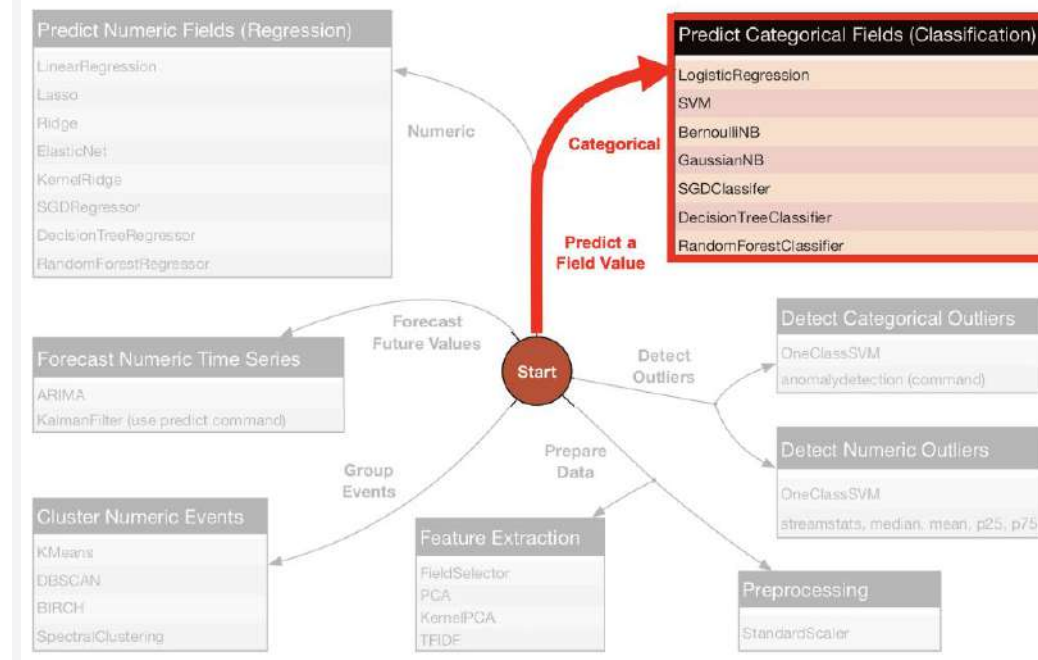 Predict Numeric Fields (Regression)
LinearRegression
Lasso
Ridge
ElasticNet
KernelRidge
SGDRegressor
DecisionTreeRegressor
RandomForestRegressor
Numeric
Predict Categorical Fields (Classification)
LogisticRegression
SVM
BernoulliNB
GaussianNB
SGDClassifer
DecisionTreeClassifier
RandomForestClassifier
Categorical
Predict a
Field Value
Forecast
Future Values
Forecast Numeric Time Series
ARIMA
KalmanFilter (use predict command)
Start
Detect
Outliers
Detect Categorical Outliers
OneClassSVM
anomalydetection (command)
Detect Numeric Outliers
OneClassSVM
streamstats, median, mean, p25, p75
Group
Events
Cluster Numeric Events
KMeans
DBSCAN
BIRCH
SpectralClustering
Prepare
Data
Feature Extraction
FieldSelector
PCA
KernelPCA
TFIDF
Preprocessing
StandardScaler